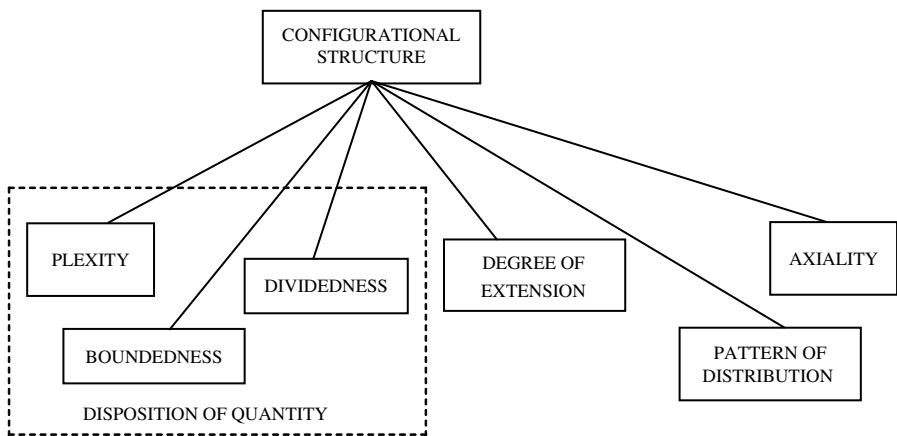 CONFIGURATIONAL
STRUCTURE
PLEXITY
DIVIDEDNESS
BOUNDEDNESS
DISPOSITION OF QUANTITY
DEGREE OF
EXTENSION
AXIALITY
PATTERN OF
DISTRIBUTION